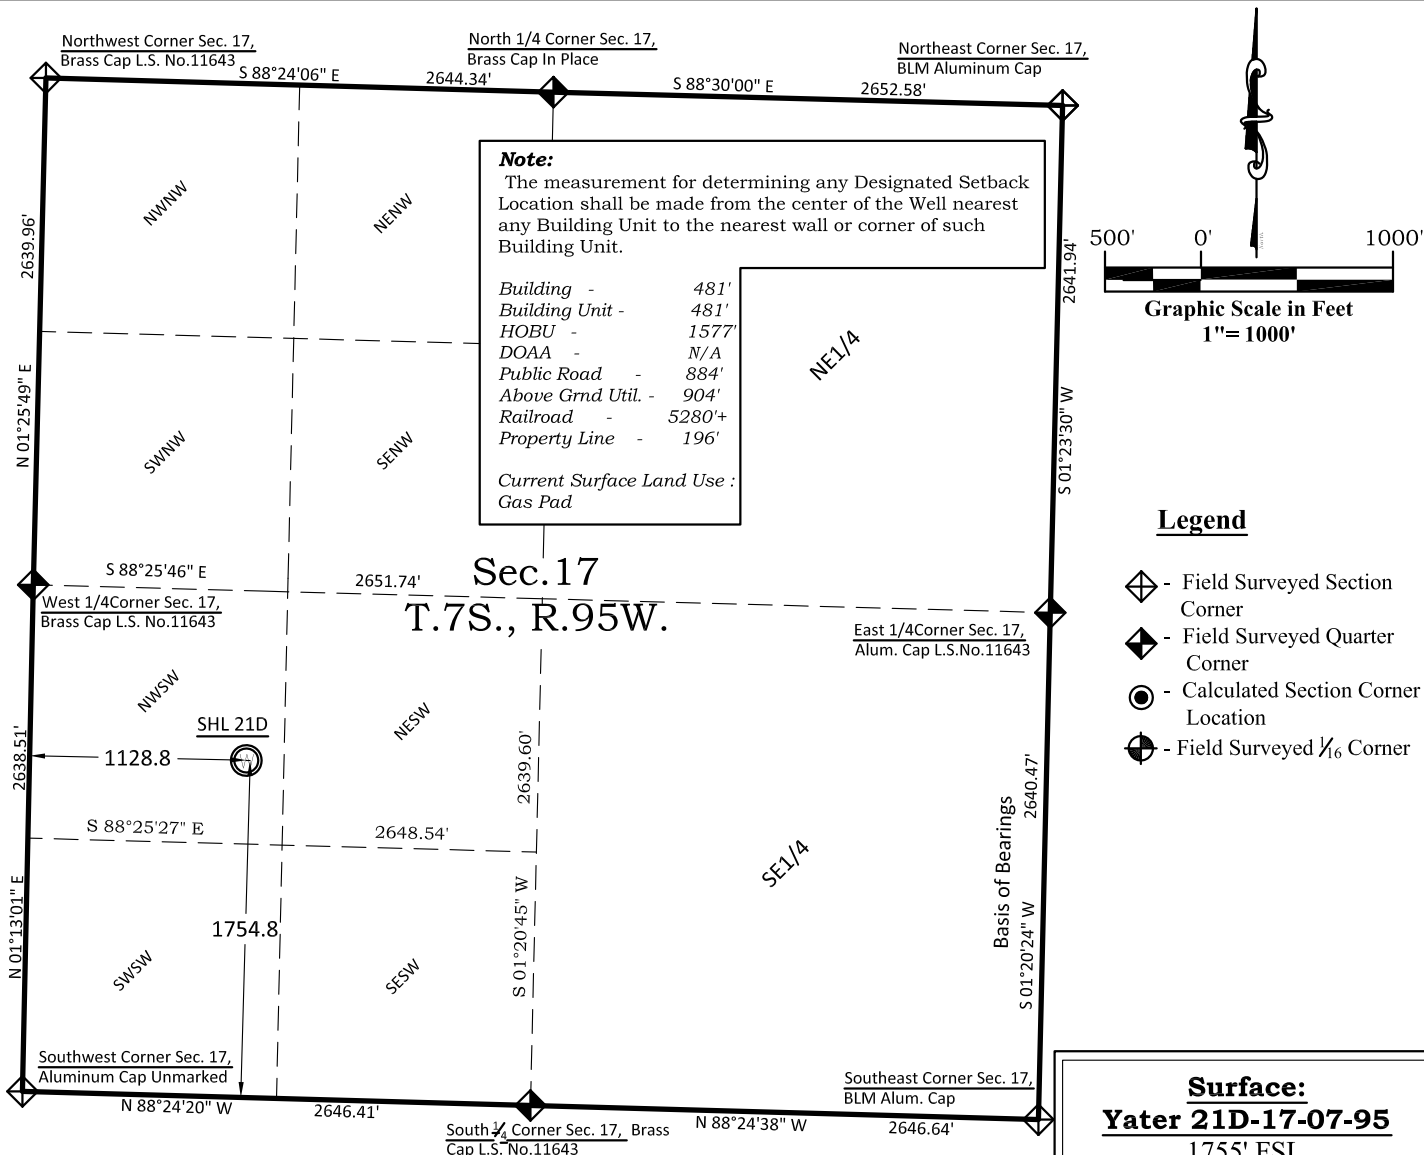 Northwest Corner Sec. 17,
Brass Cap L.S. No.11643
S 88°24'06" E
2644.34'
North 1/4 Corner Sec. 17,
Brass Cap In Place
S 88°30'00" E
2652.58'
Northeast Corner Sec. 17,
BLM Aluminum Cap
500'
0'
1000'
Graphic Scale in Feet
1"= 1000'
Note:
The measurement for determining any Designated Setback
Location shall be made from the center of the Well nearest
any Building Unit to the nearest wall or corner of such
Building Unit.
Building - 481'
Building Unit - 481'
HOBU - 1577'
DOAA - N/A
Public Road - 884'
Above Grnd Util. - 904'
Railroad - 5280'+
Property Line - 196'
Current Surface Land Use :
Gas Pad
NWNW
NENW
2639.96'
N 01°25'49" E
2641.94'
S 01°23'30" W
NE1/4
SWNW
SENW
S 88°25'46" E
2651.74'
Sec.17
T.7S., R.95W.
West 1/4Corner Sec. 17,
Brass Cap L.S. No.11643
East 1/4Corner Sec. 17,
Alum. Cap L.S.No.11643
Legend
- Field Surveyed Section
Corner
- Field Surveyed Quarter
Corner
- Calculated Section Corner
Location
- Field Surveyed 1/16 Corner
NWSW
NESW
SHL 21D
1128.8
2638.51'
N 01°13'01" E
2639.60'
S 01°20'45" W
2640.47'
S 01°20'24" W
Basis of Bearings
S 88°25'27" E
2648.54'
SE1/4
1754.8
SWSW
SESW
Southwest Corner Sec. 17,
Aluminum Cap Unmarked
N 88°24'20" W
2646.41'
South 1/4 Corner Sec. 17, Brass
Cap L.S. No.11643
N 88°24'38" W
2646.64'
Southeast Corner Sec. 17,
BLM Alum. Cap
Surface:
Yater 21D-17-07-95
1755' FSL